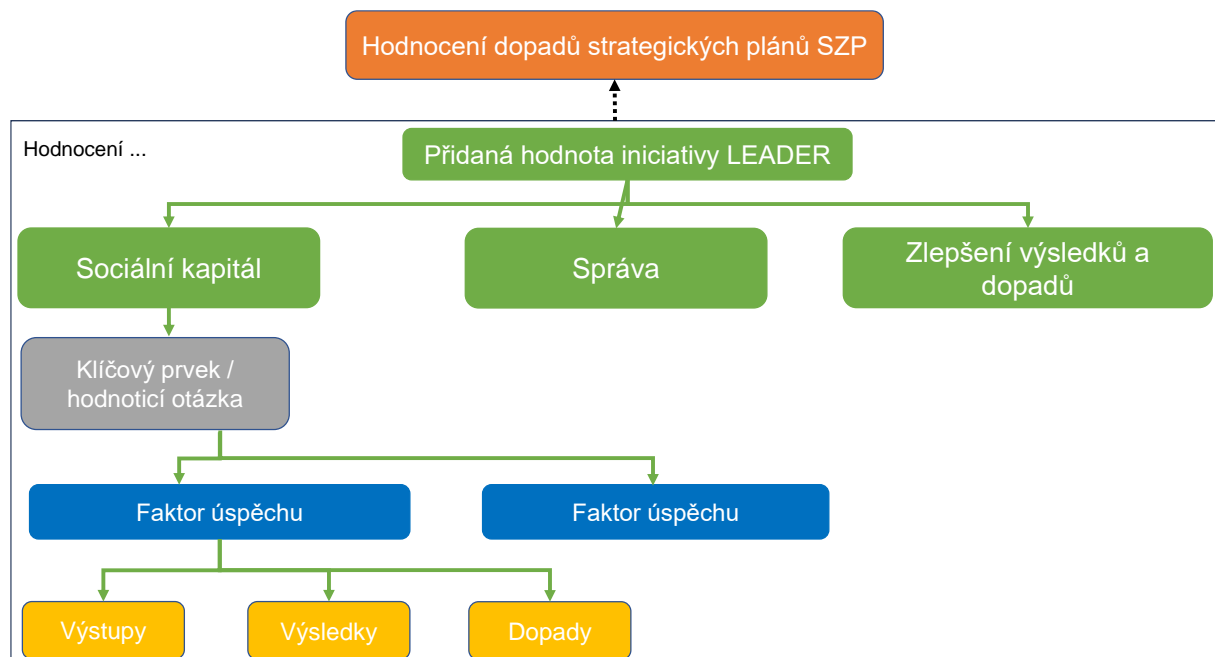 Hodnocení dopadů strategických plánů SZP
Hodnocení ...
Přidaná hodnota iniciativy LEADER
Sociální kapitál
Správa
Zlepšení výsledků a
dopadů
Klíčový prvek /
hodnoticí otázka
Faktor úspěchu
Faktor úspěchu
Výstupy
Výsledky
Dopady